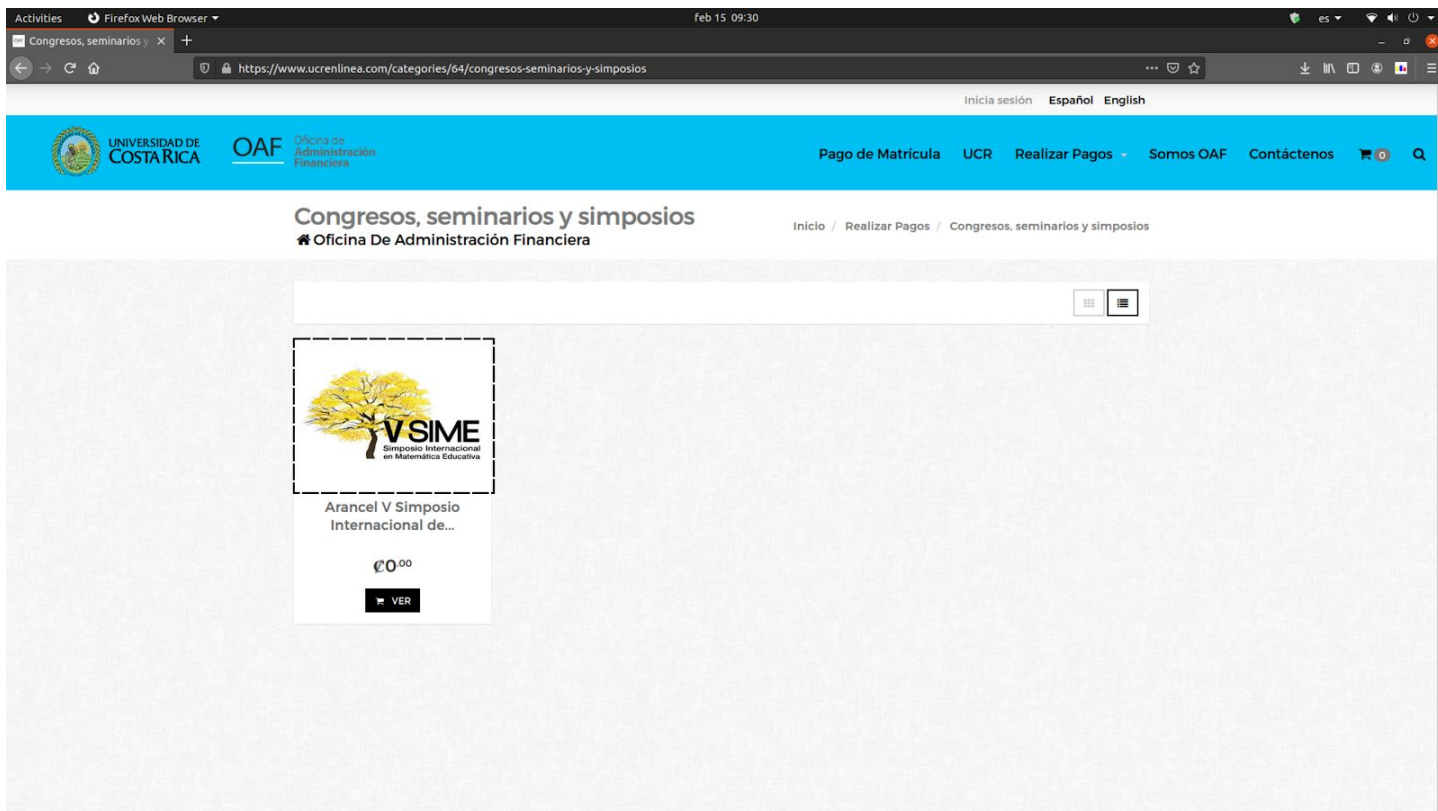 Activities Firefox Web Browser feb 15 09:30 es
Congresos, seminarios y
https://www.ucrenlinea.com/categories/64/congresos-seminarios-y-simposios
Inicia sesión Español English
UNIVERSIDAD DE
COSTA RICA
OAF
Oficina de
Administración
Financiera
Pago de Matrícula UCR Realizar Pagos Somos OAF Contáctenos 0
Congresos, seminarios y simposios
Oficina De Administración Financiera
Inicio / Realizar Pagos / Congresos, seminarios y simposios
V SIME
Simposio Internacional
en Matemática Educativa
Arancel V Simposio
Internacional de...
₡0.00
VER